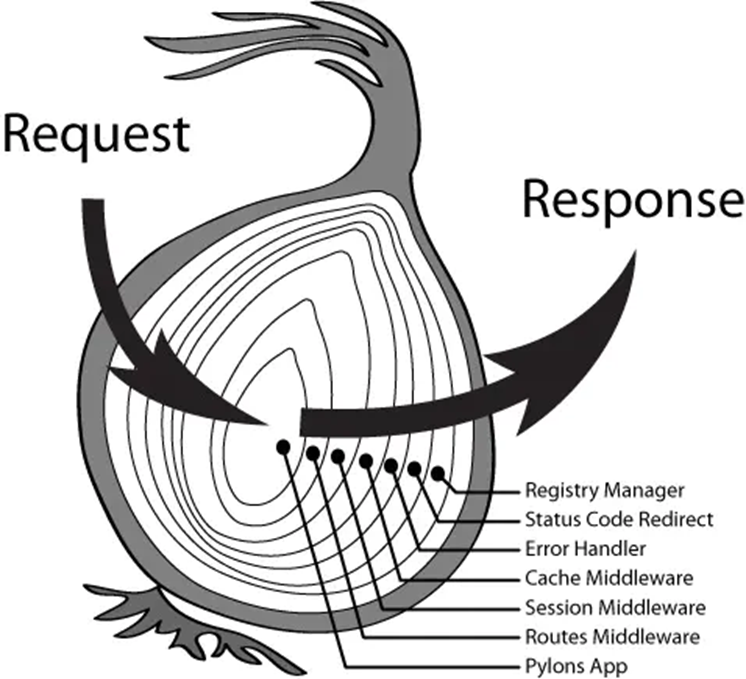 Request
Response
Registry Manager
Status Code Redirect
Error Handler
Cache Middleware
Session Middleware
Routes Middleware
Pylons App